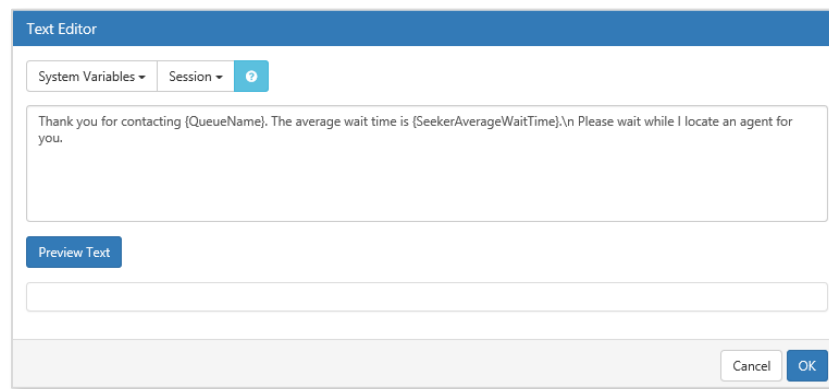 Text Editor
System Variables Session ?
Thank you for contacting {QueueName}. The average wait time is {SeekerAverageWaitTime}.\n Please wait while I locate an agent for
you.
Preview Text
Cancel OK